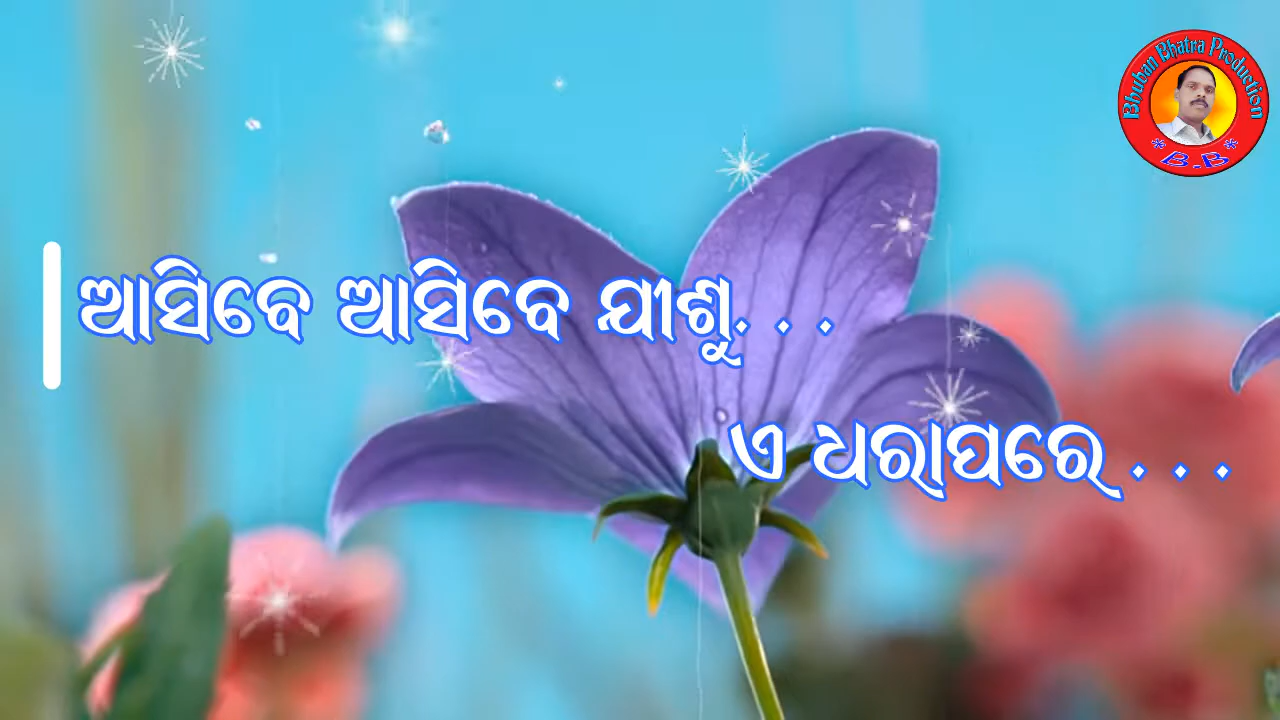 Bhuban Bhatra Production
* B.B *
ଆସିବେ ଆସିବେ ଯୀଶୁ. . .
ଏ ଧରାପରେ . . .